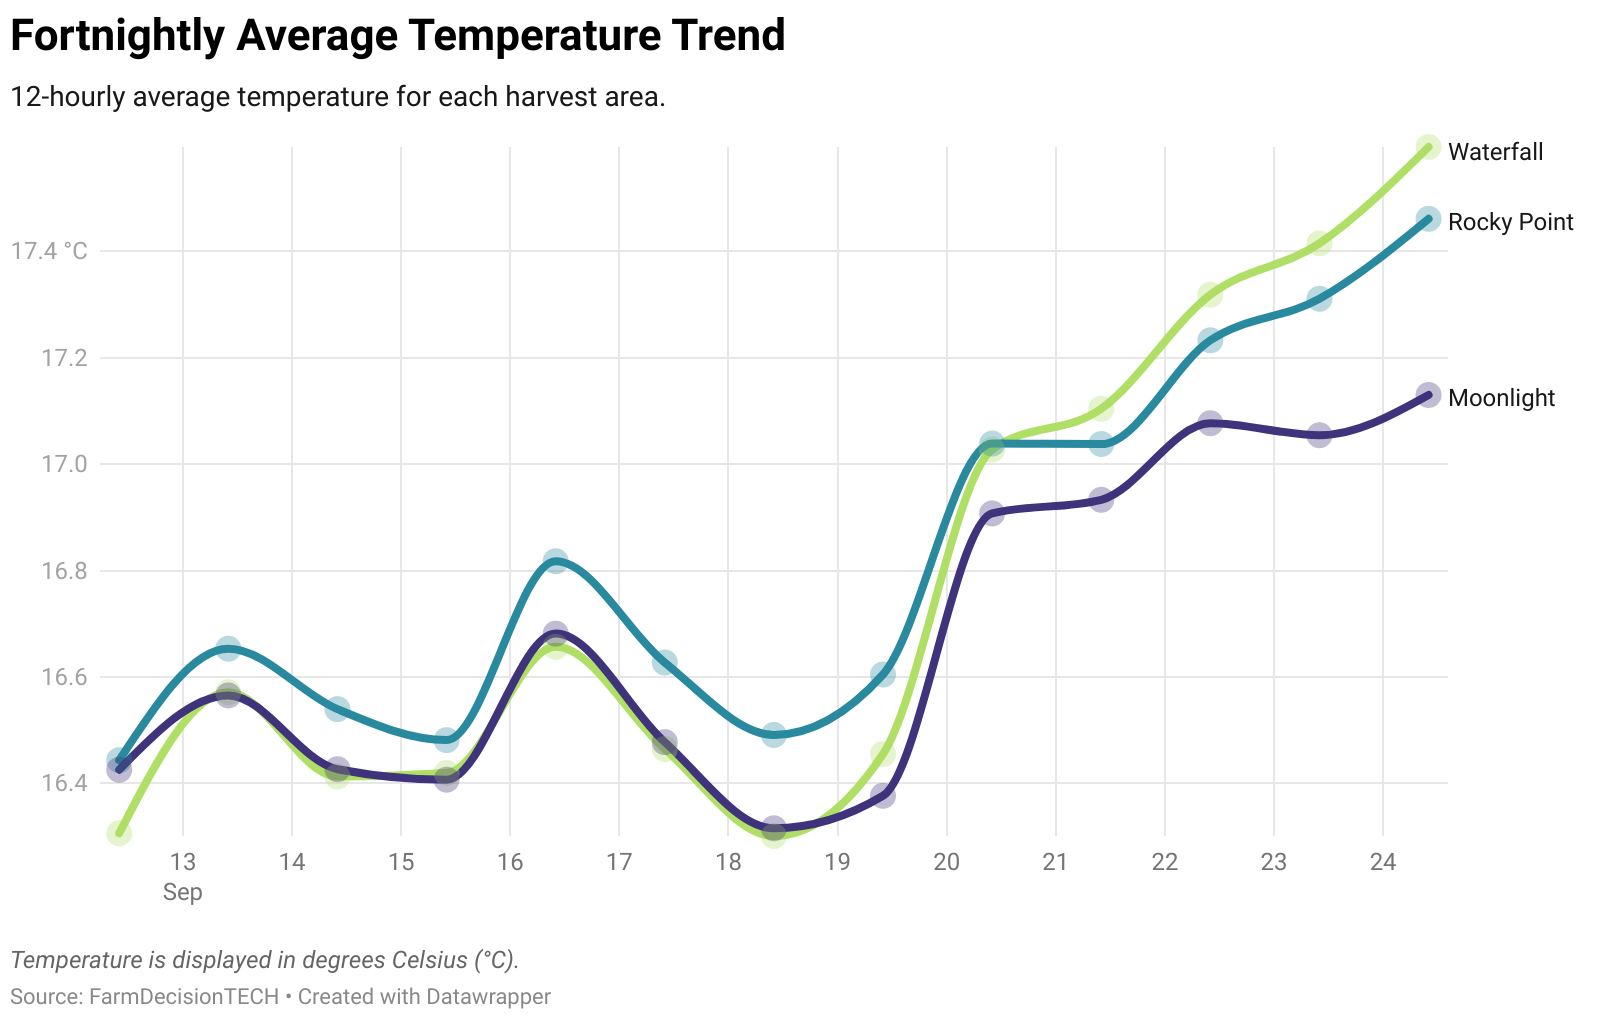 Fortnightly Average Temperature Trend
12-hourly average temperature for each harvest area.
Waterfall
Rocky Point
17.4 °C
17.2
Moonlight
17.0
16.8
16.6
16.4
13 14 15 16 17 18 19 20 21 22 23 24
Sep
Temperature is displayed in degrees Celsius (°C).
Source: FarmDecisionTECH • Created with Datawrapper